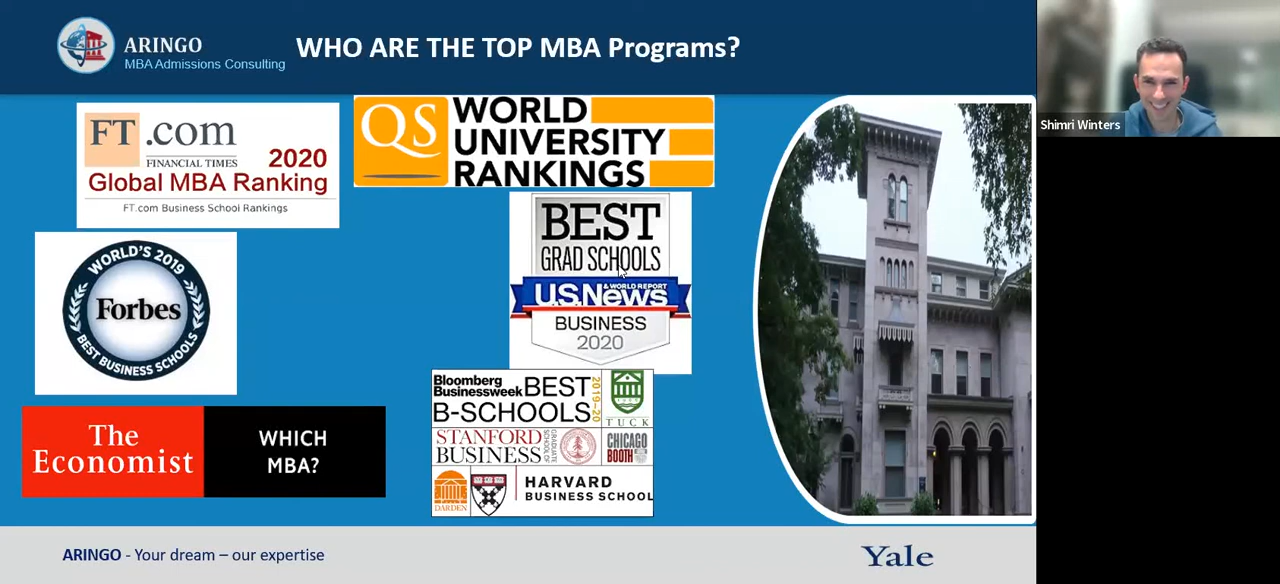 ARINGO
MBA Admissions Consulting
WHO ARE THE TOP MBA Programs?
Shimri Winters
FT.com
FINANCIAL TIMES 2020
Global MBA Ranking
FT.com Business School Rankings
QS WORLD
UNIVERSITY
RANKINGS
BEST
GRAD SCHOOLS
U.S.News
& WORLD REPORT
BUSINESS
2020
WORLD'S 2019
Forbes
BEST BUSINESS SCHOOLS
The
Economist
WHICH
MBA?
Bloomberg
Businessweek BEST
B-SCHOOLS
2019-20
TUCK
STANFORD
BUSINESS
GRADUATE
SCHOOL OF
CHICAGO
BOOTH
DARDEN
HARVARD
BUSINESS SCHOOL
ARINGO - Your dream – our expertise
Yale